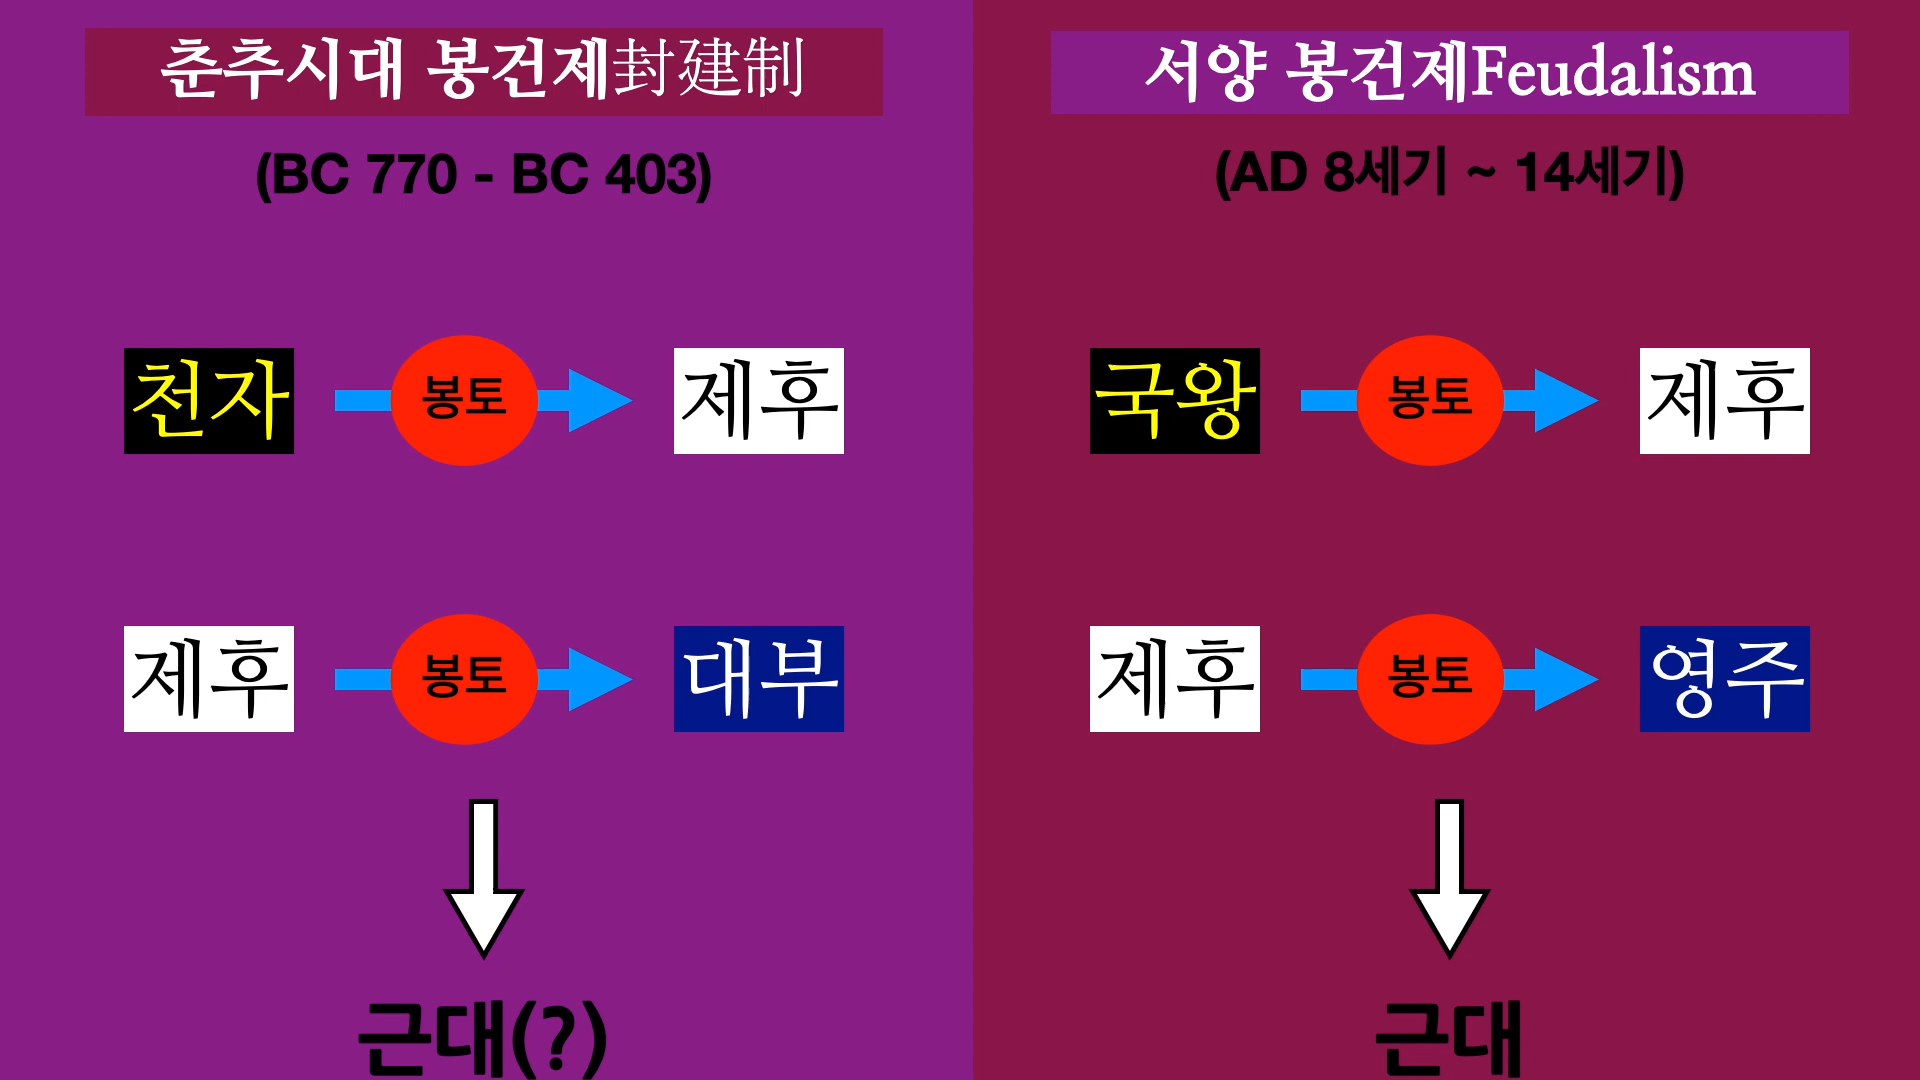 춘추시대 봉건제封建制
(BC 770 - BC 403)
천자
봉토
제후
제후
봉토
대부
근대(?)
서양 봉건제Feudalism
(AD 8세기 ~ 14세기)
국왕
봉토
제후
제후
봉토
영주
근대